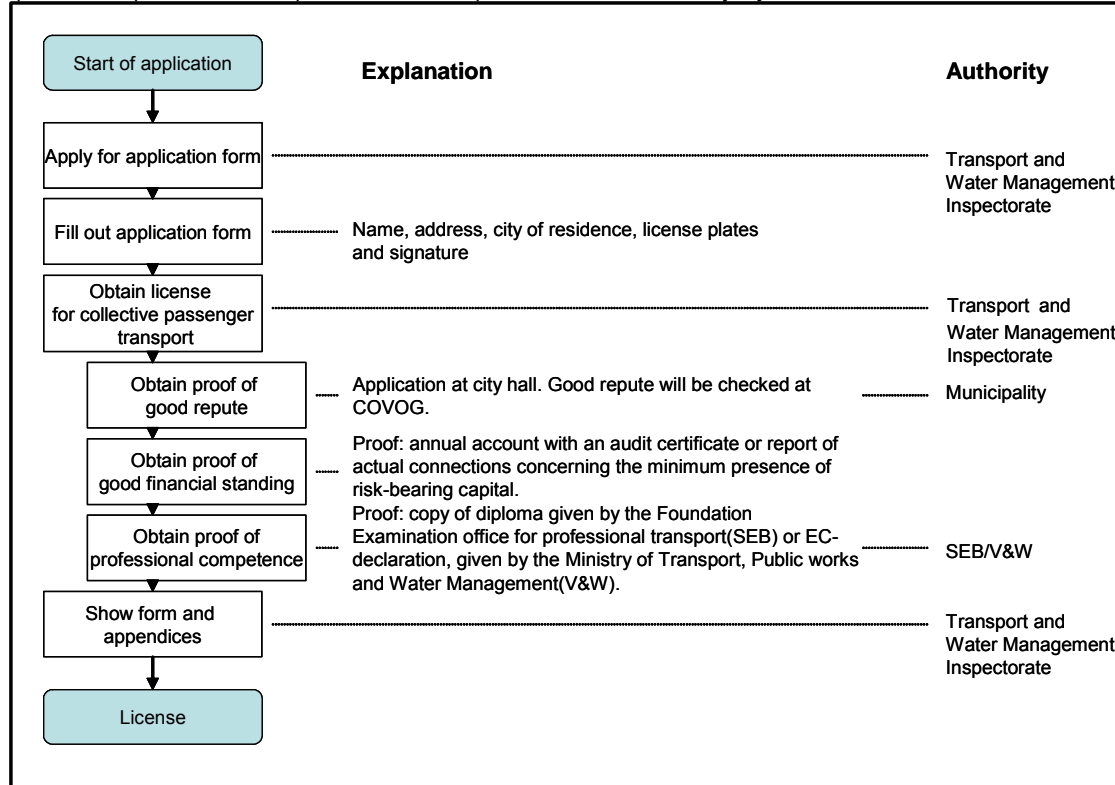 Start of application
Explanation
Authority
Apply for application form
Transport and
Water Management
Inspectorate
Fill out application form
Name, address, city of residence, license plates
and signature
Obtain license
for collective passenger
transport
Transport and
Water Management
Inspectorate
Obtain proof of
good repute
Application at city hall. Good repute will be checked at
COVOG.
Municipality
Obtain proof of
good financial standing
Proof: annual account with an audit certificate or report of
actual connections concerning the minimum presence of
risk-bearing capital.
Obtain proof of
professional competence
Proof: copy of diploma given by the Foundation
Examination office for professional transport(SEB) or EC-
declaration, given by the Ministry of Transport, Public works
and Water Management(V&W).
SEB/V&W
Show form and
appendices
Transport and
Water Management
Inspectorate
License